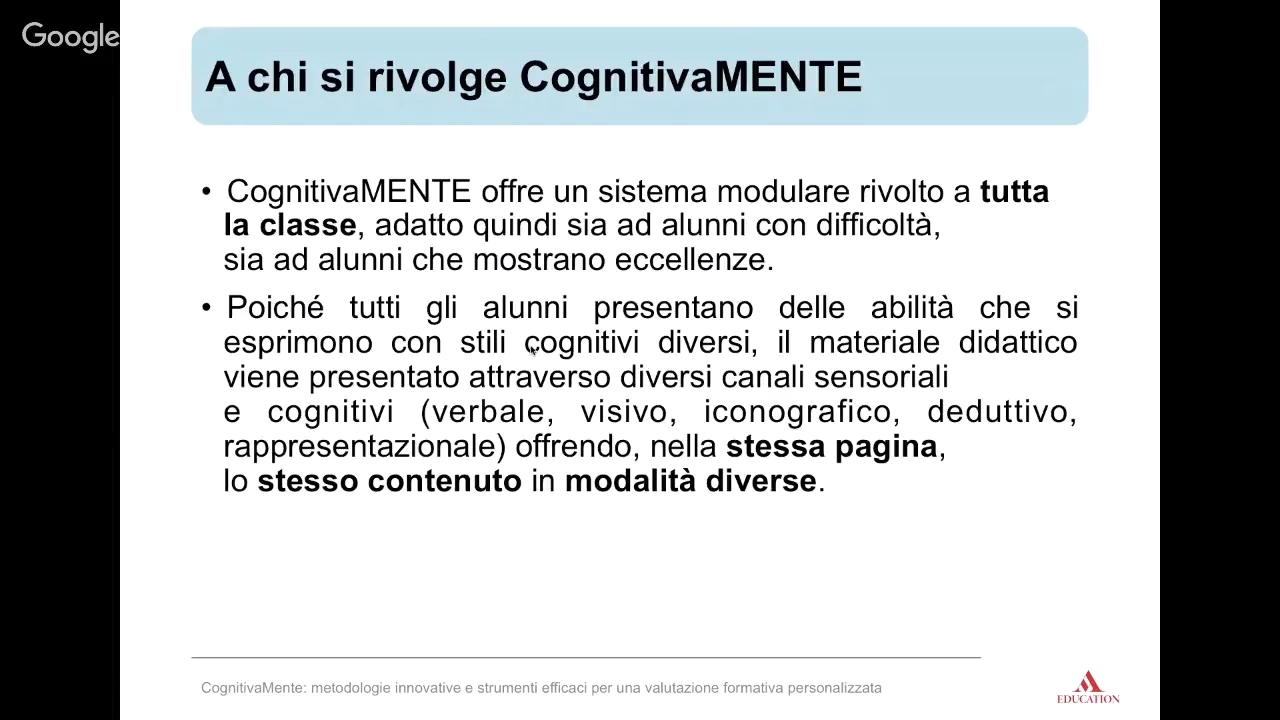 Google
A chi si rivolge CognitivaMENTE
• CognitivaMENTE offre un sistema modulare rivolto a tutta
la classe, adatto quindi sia ad alunni con difficoltà,
sia ad alunni che mostrano eccellenze.
• Poiché tutti gli alunni presentano delle abilità che si
esprimono con stili cognitivi diversi, il materiale didattico
viene presentato attraverso diversi canali sensoriali
e cognitivi (verbale, visivo, iconografico, deduttivo,
rappresentazionale) offrendo, nella stessa pagina,
lo stesso contenuto in modalità diverse.
CognitivaMente: metodologie innovative e strumenti efficaci per una valutazione formativa personalizzata
EDUCATION